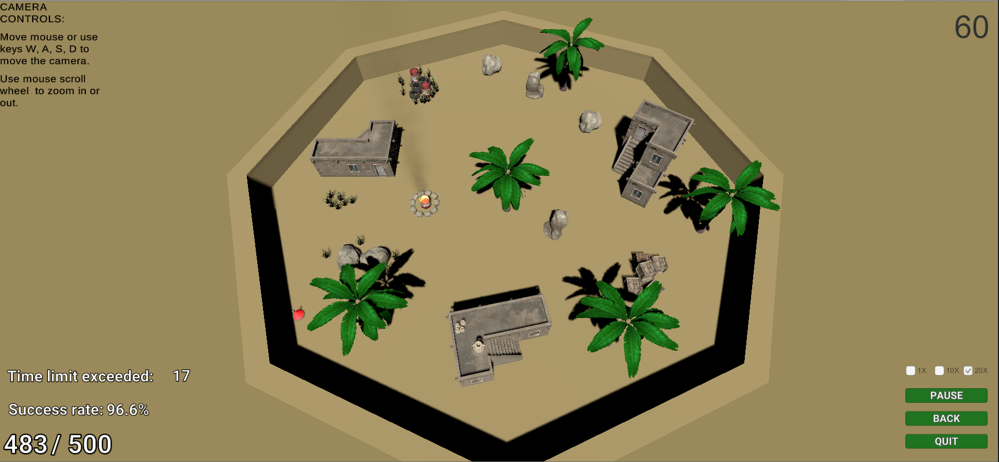 CAMERA
CONTROLS:
Move mouse or use
keys W, A, S, D to
move the camera.
Use mouse scroll
wheel  to zoom in or
out.
60
Time limit exceeded: 17
Success rate: 96.6%
483/ 500
1X 10X 20X
PAUSE
BACK
QUIT